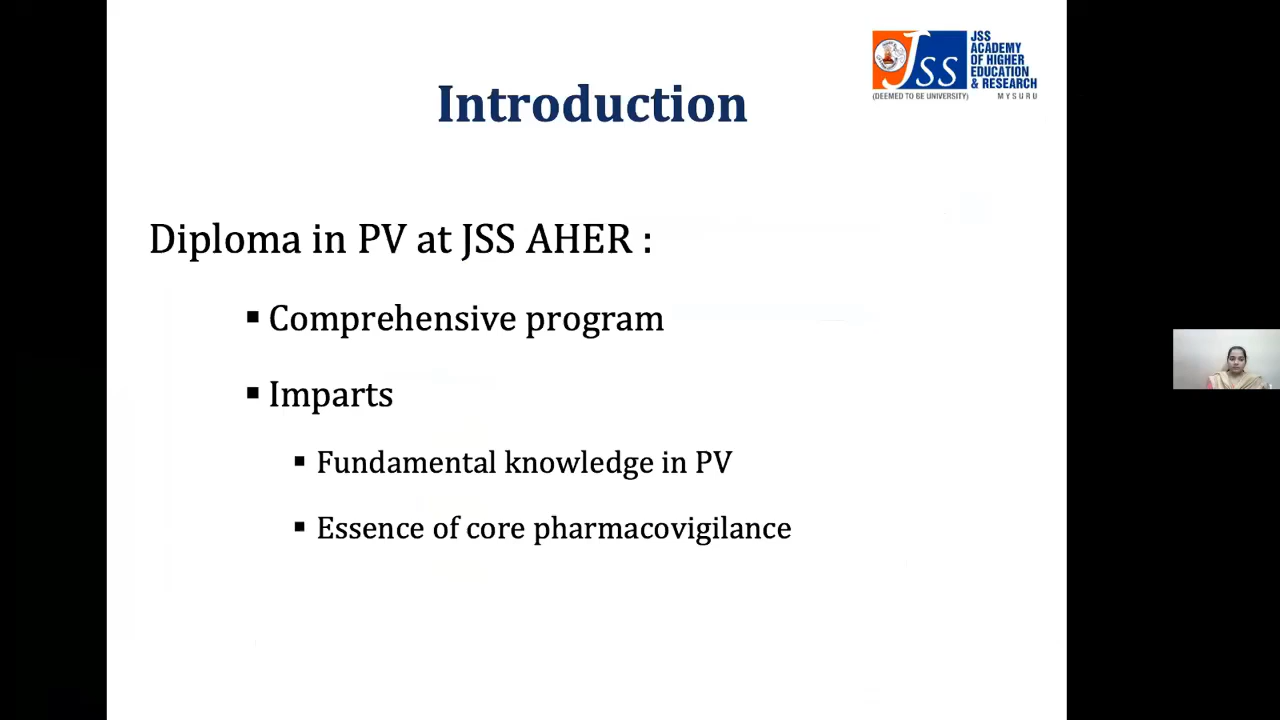 JSS
ACADEMY
OF HIGHER
EDUCATION
& RESEARCH
JSS
(DEEMED TO BE UNIVERSITY) MYSURU
Introduction
Diploma in PV at JSS AHER :
▪ Comprehensive program
▪ Imparts
▪ Fundamental knowledge in PV
▪ Essence of core pharmacovigilance